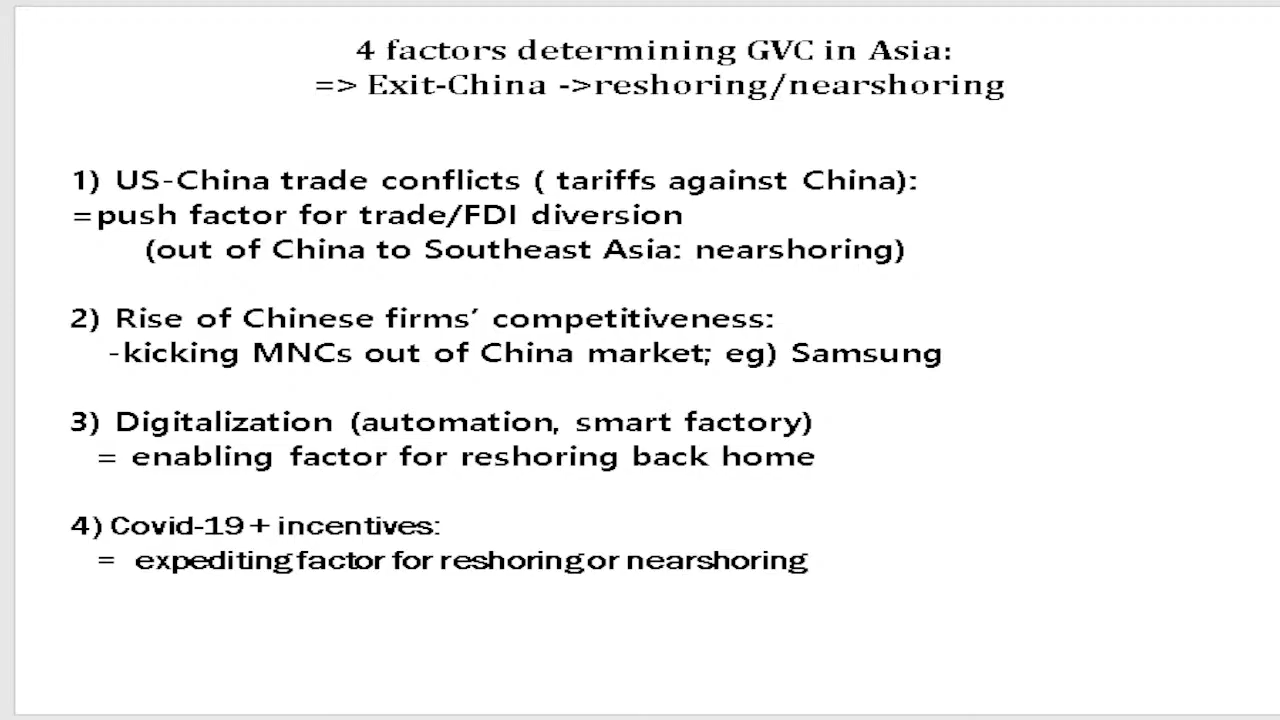 4 factors determining GVC in Asia:
=> Exit-China ->reshoring/nearshoring
1) US-China trade conflicts ( tariffs against China):
=push factor for trade/FDI diversion
(out of China to Southeast Asia: nearshoring)
2) Rise of Chinese firms’ competitiveness:
-kicking MNCs out of China market; eg) Samsung
3) Digitalization (automation, smart factory)
= enabling factor for reshoring back home
4) Covid-19+ incentives:
= expediting factor for reshoring or nearshoring